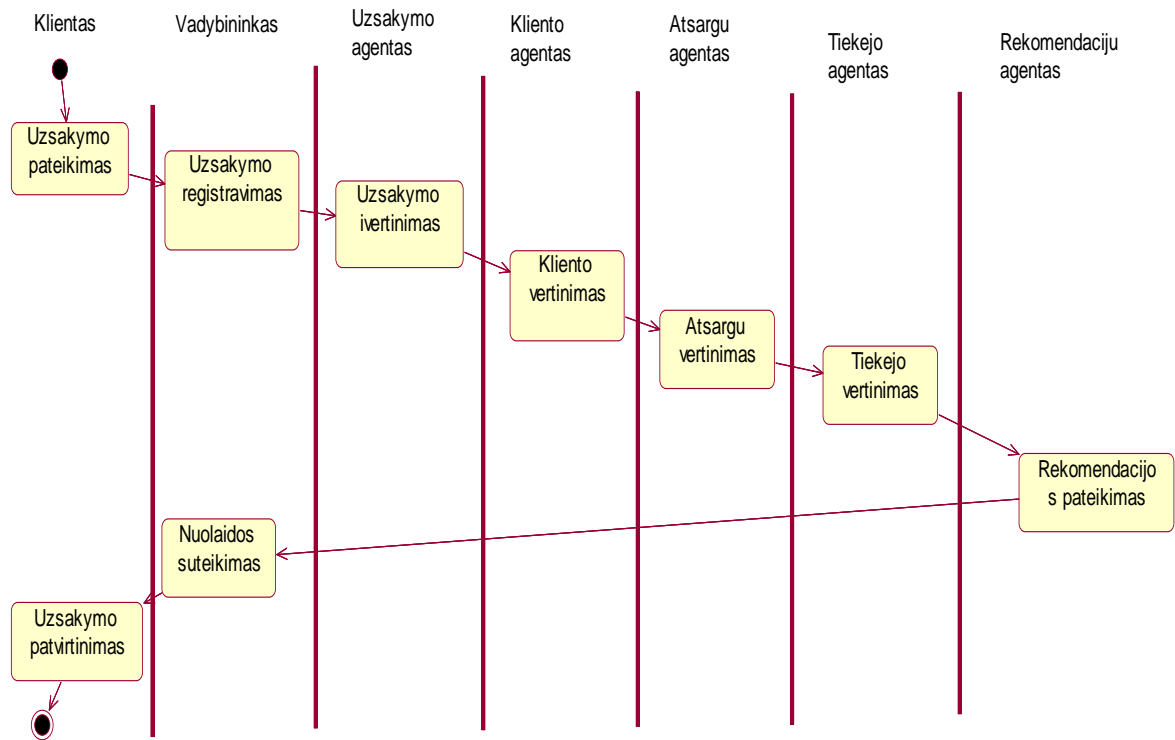 Klientas
Vadybininkas
Uzsakymo
agentas
Kliento
agentas
Atsargu
agentas
Tiekejo
agentas
Rekomendaciju
agentas
Uzsakymo
pateikimas
Uzsakymo
registravimas
Uzsakymo
ivertinimas
Kliento
vertinimas
Atsargu
vertinimas
Tiekejo
vertinimas
Rekomendacijo
s pateikimas
Nuolaidos
suteikimas
Uzsakymo
patvirtinimas